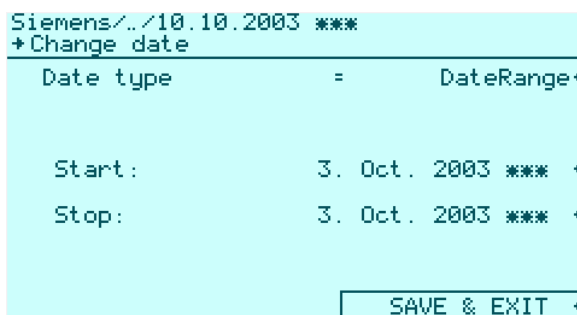 Siemens/../10.10.2003 ***
→Change date
Date type = DateRange
Start: 3. Oct. 2003 ***
Stop: 3. Oct. 2003 ***
SAVE & EXIT